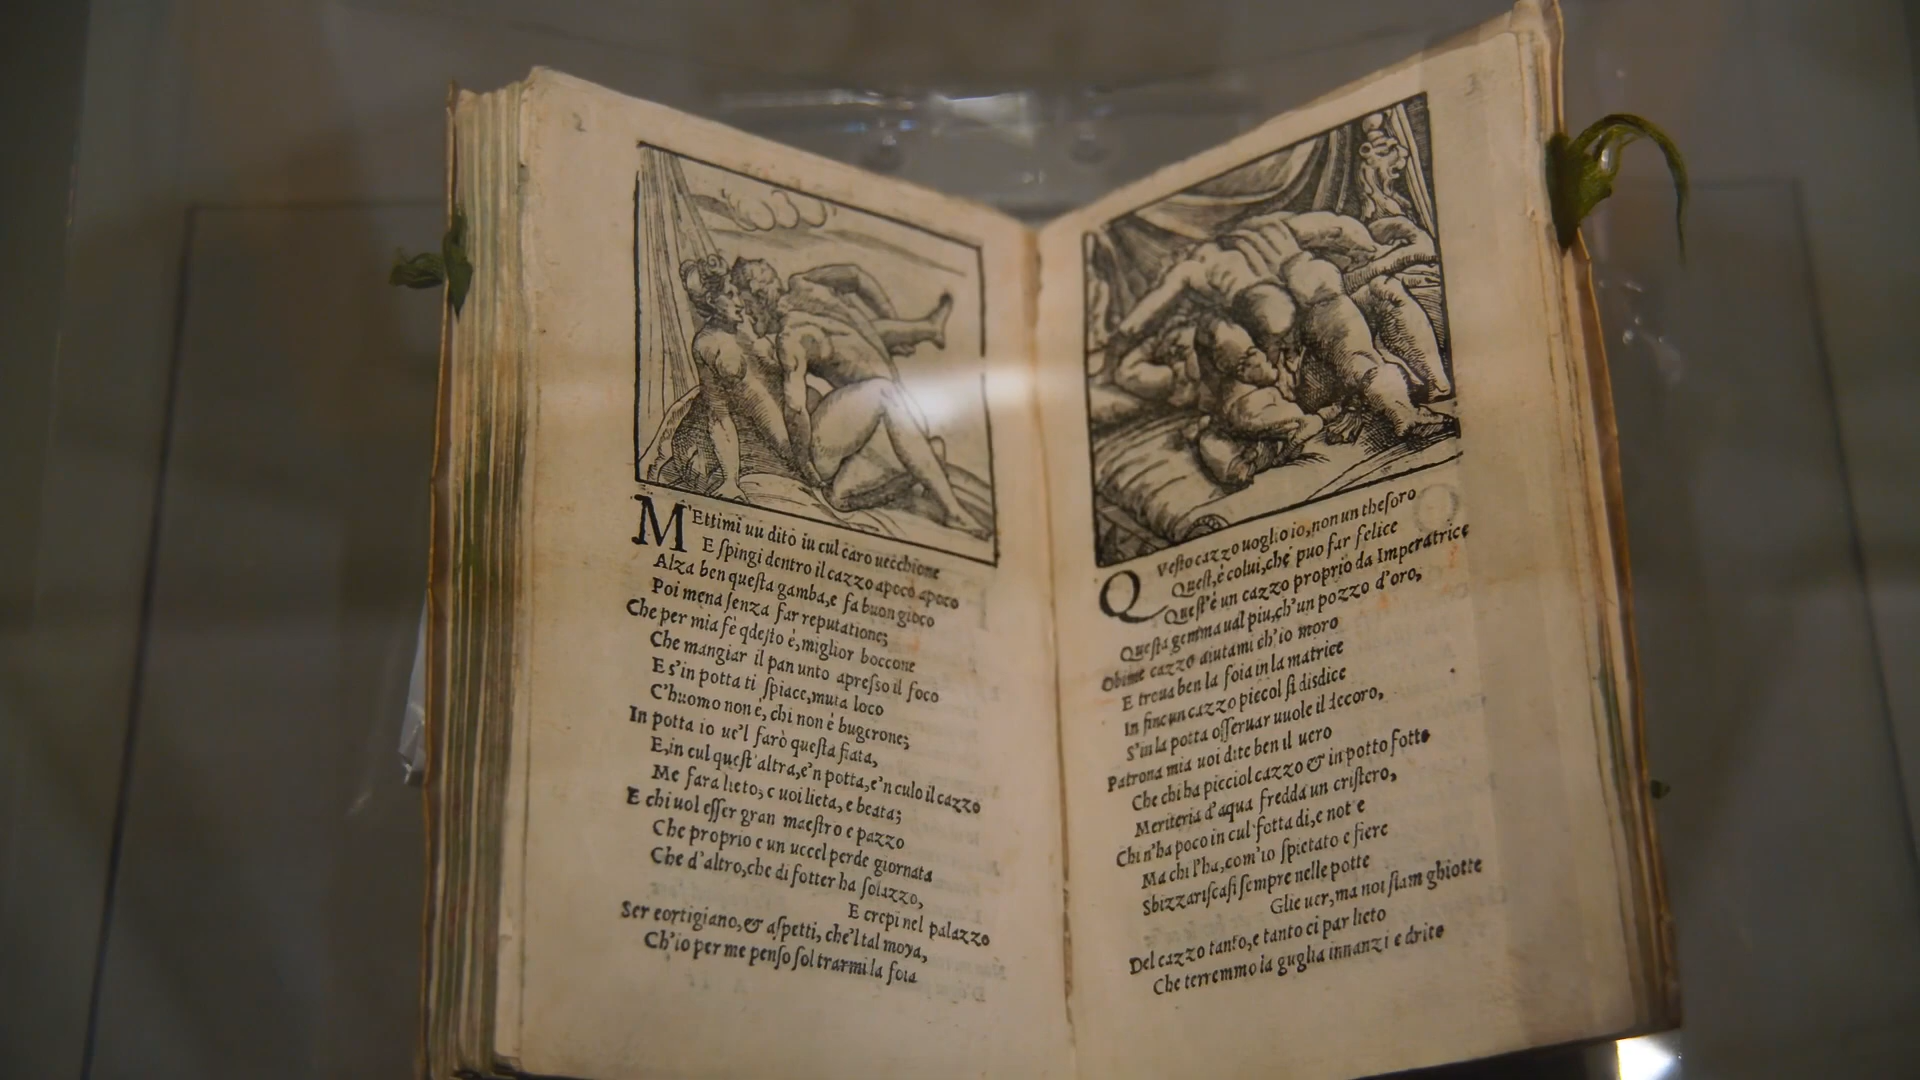 2
M'Ettimi un dito in cul caro uecchione
E ſpingi dentro il cazzo apoco apoco
Alza ben queſta gamba,e fa buon gioco
Poi mena ſenza far reputatione;
Che per mia fè qdeſto è,miglior boccone
Che mangiar il pan unto apreſſo il foco
E s'in potta ti ſpiace,muta loco
C'huomo non è, chi non è bugerone;
In potta io ue'l farò queſta fiata,
E,in cul queſt'altra,e'n potta,e'n culo il cazzo
Me fara lieto, e uoi lieta, e beata;
E chi uol eſſer gran maeſtro e pazzo
Che proprio e un uccel perde giornata
Che d'altro,che di fotter ha ſolazzo,
E crepi nel palazzo
Ser cortigiano,& aſpetti, che'l tal moya,
Ch'io per me penſo ſol trarmi la foia
3
Q Veſto cazzo uoglio io,non un theſoro
Queſt,è colui,che puo far felice
Queſt'è un cazzo proprio da Imperatrice
Queſta gemma ual piu,ch'un pozzo d'oro,
Obime cazzo aiutami ch'io moro
E troua ben la foia in la matrice
In fine un cazzo piecol ſi disdice
S'in la potta oſſeruar uuole il decoro,
Patrona mia uoi dite ben il uero
Che chi ha picciol cazzo & in potto fotte
Meriteria d'aqua fredda un criſtero,
Chi n'ha poco in cul fotta di,e not e
Ma chi l'ha,com'io ſpietato e fiere
Sbizzariſcaſi ſempre nelle potte
Glie uer,ma noi ſiam ghiotte
Del cazzo tanto,e tanto ci par lieto
Che terremmo la guglia innanzi e drite